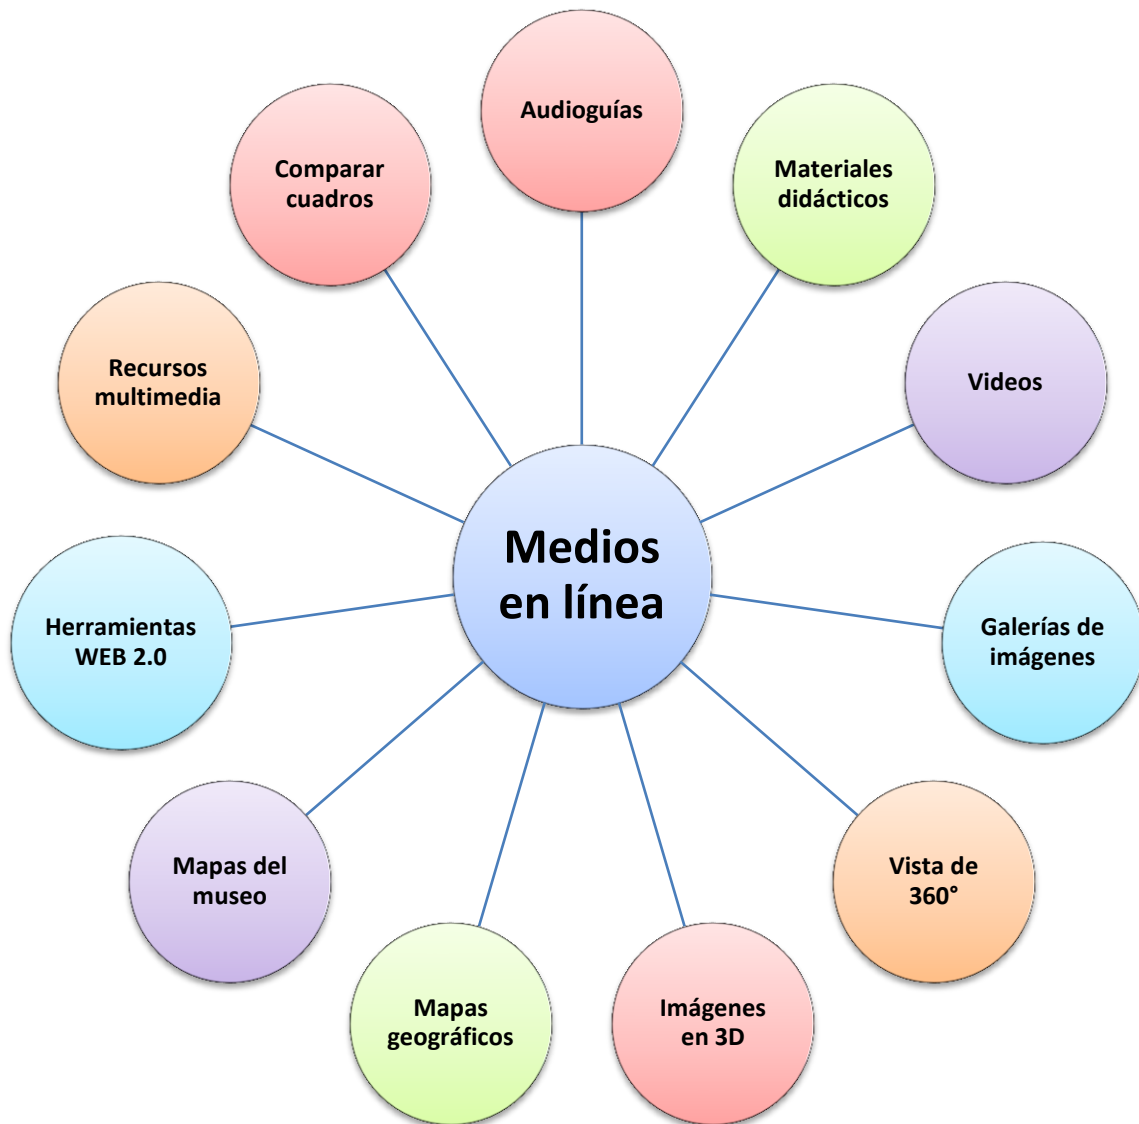 Audioguías
Comparar
cuadros
Materiales
didácticos
Recursos
multimedia
Videos
Medios
en línea
Herramientas
WEB 2.0
Galerías de
imágenes
Mapas del
museo
Vista de
360°
Mapas
geográficos
Imágenes
en 3D